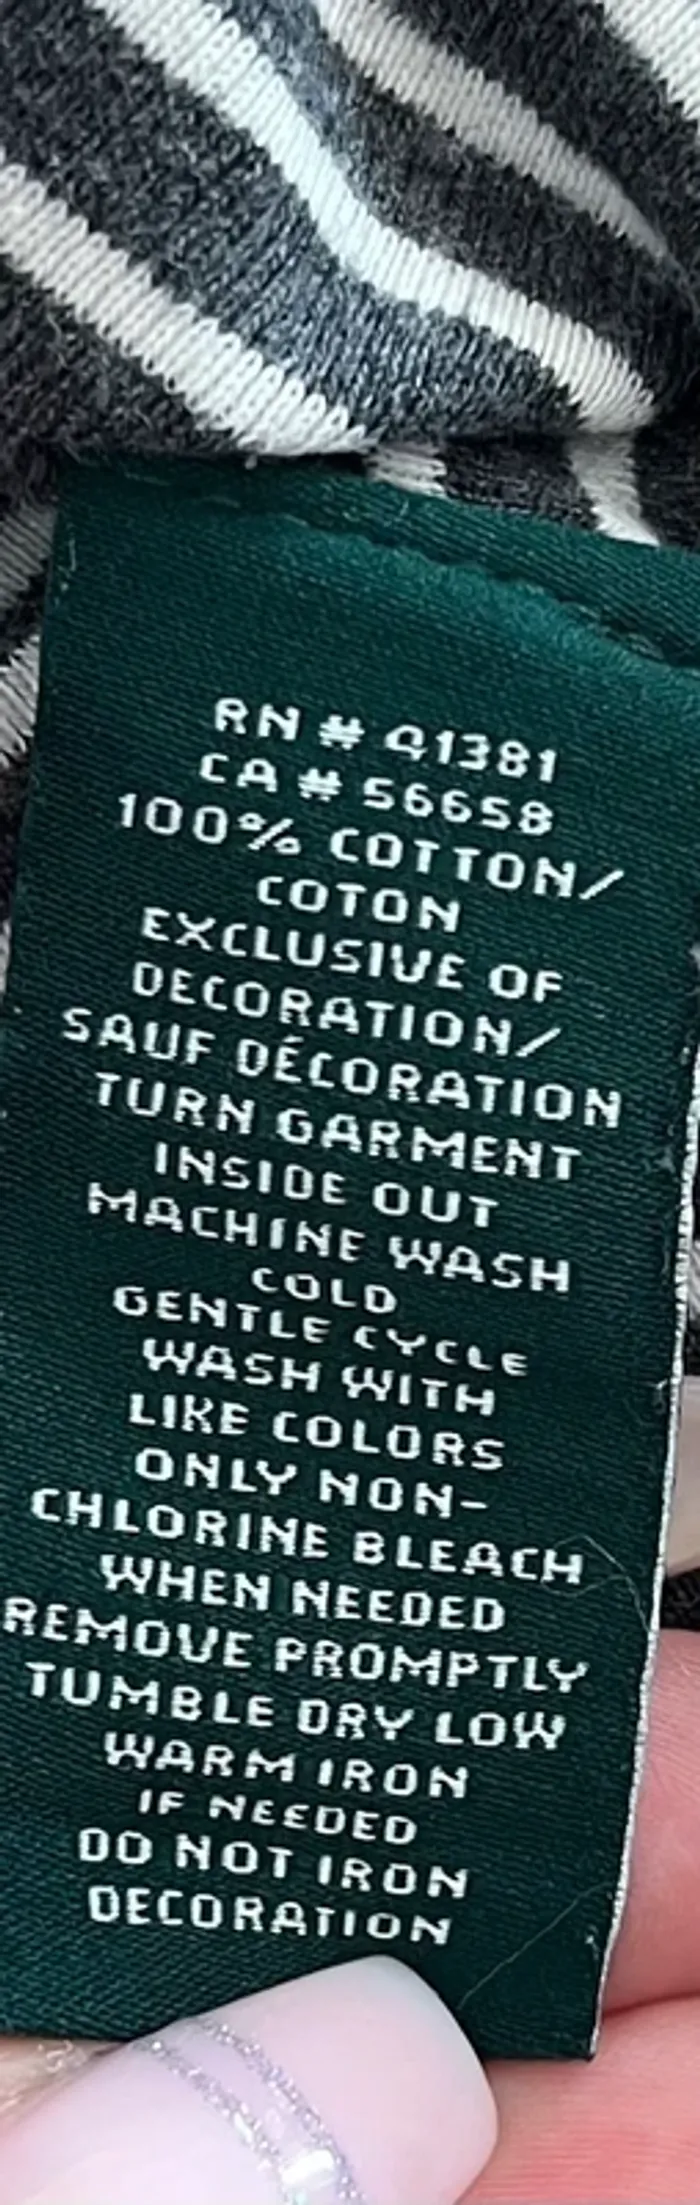 RN # 41381
CA # 56658
100% COTTON/
COTON
EXCLUSIVE OF
DECORATION/
SAUF DÉCORATION
TURN GARMENT
INSIDE OUT
MACHINE WASH
COLD
GENTLE CYCLE
WASH WITH
LIKE COLORS
ONLY NON-
CHLORINE BLEACH
WHEN NEEDED
REMOVE PROMPTLY
TUMBLE DRY LOW
WARM IRON
IF NEEDED
DO NOT IRON
DECORATION